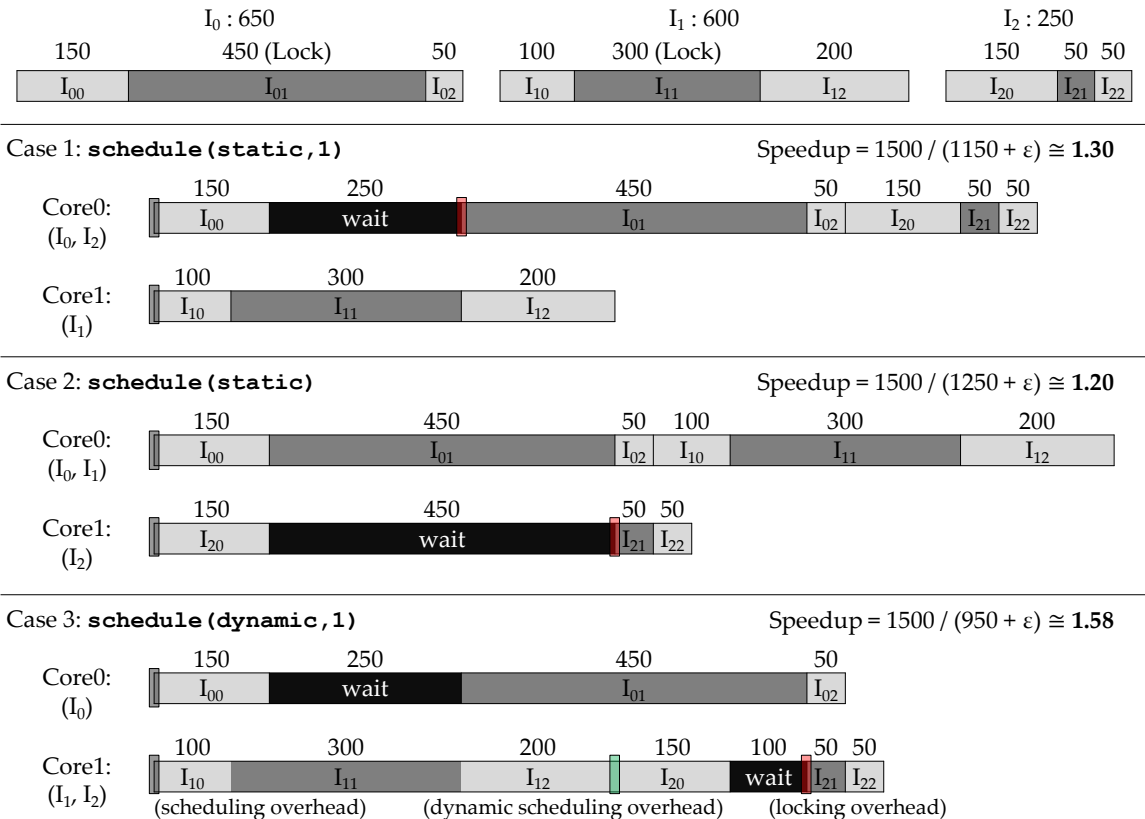 I₀ : 650 I₁ : 600 I₂ : 250
150 450 (Lock) 50 100 300 (Lock) 200 150 50 50
I₀₀ I₀₁ I₀₂ I₁₀ I₁₁ I₁₂ I₂₀ I₂₁ I₂₂
Case 1: schedule(static,1) Speedup = 1500 / (1150 + ε) ≅ 1.30
150 250 450 50 150 50 50
Core0: (I₀, I₂) I₀₀ wait I₀₁ I₀₂ I₂₀ I₂₁ I₂₂
100 300 200
Core1: (I₁) I₁₀ I₁₁ I₁₂
Case 2: schedule(static) Speedup = 1500 / (1250 + ε) ≅ 1.20
150 450 50 100 300 200
Core0: (I₀, I₁) I₀₀ I₀₁ I₀₂ I₁₀ I₁₁ I₁₂
150 450 50 50
Core1: (I₂) I₂₀ wait I₂₁ I₂₂
Case 3: schedule(dynamic,1) Speedup = 1500 / (950 + ε) ≅ 1.58
150 250 450 50
Core0: (I₀) I₀₀ wait I₀₁ I₀₂
100 300 200 150 100 50 50
Core1: (I₁, I₂) I₁₀ I₁₁ I₁₂ I₂₀ wait I₂₁ I₂₂
(scheduling overhead) (dynamic scheduling overhead) (locking overhead)